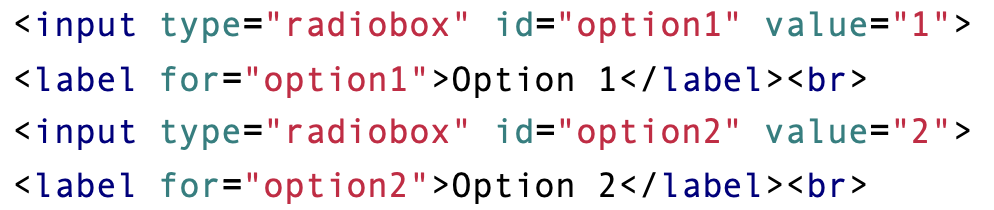 <input type="radiobox" id="option1" value="1">
<label for="option1">Option 1</label><br>
<input type="radiobox" id="option2" value="2">
<label for="option2">Option 2</label><br>